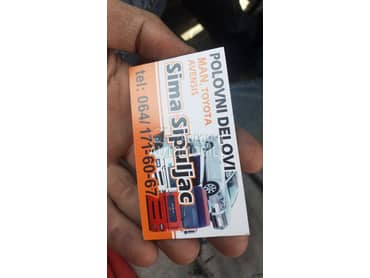 POLOVNI DELOVI
MAN, TOYOTA
AVENSIS
Sima Sipuljac
tel: 064/171-60-67